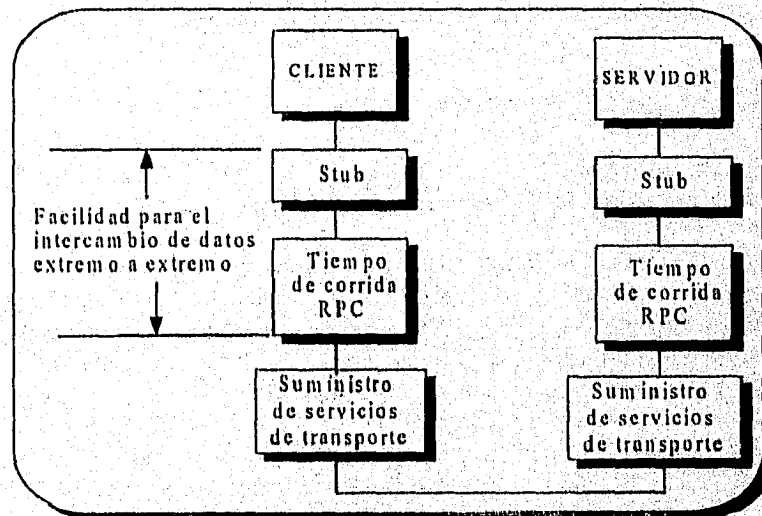 CLIENTE
SERVIDOR
Stub
Stub
Facilidad para el
intercambio de datos
extremo a extremo
Tiempo
de corrida
RPC
Tiempo
de corrida
RPC
Suministro
de servicios
de transporte
Suministro
de servicios
de transporte